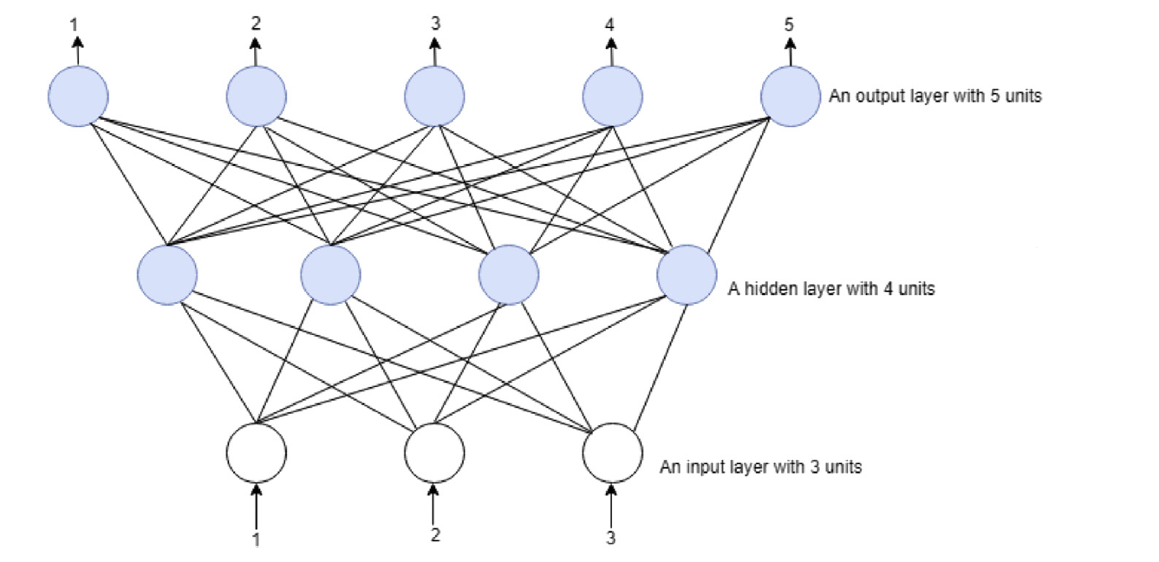 1 2 3 4 5
An output layer with 5 units
A hidden layer with 4 units
An input layer with 3 units
1 2 3